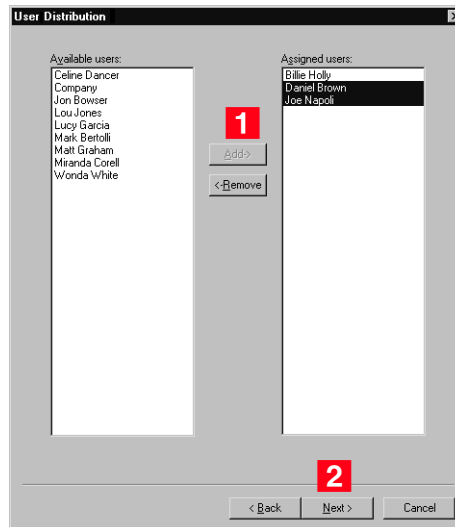 User Distribution
Available users:
Celine Dancer
Company
Jon Bowser
Lou Jones
Lucy Garcia
Mark Bertolli
Matt Graham
Miranda Corell
Wonda White
1
Add->
<-Remove
Assigned users:
Billie Holly
Daniel Brown
Joe Napoli
2
< Back
Next >
Cancel